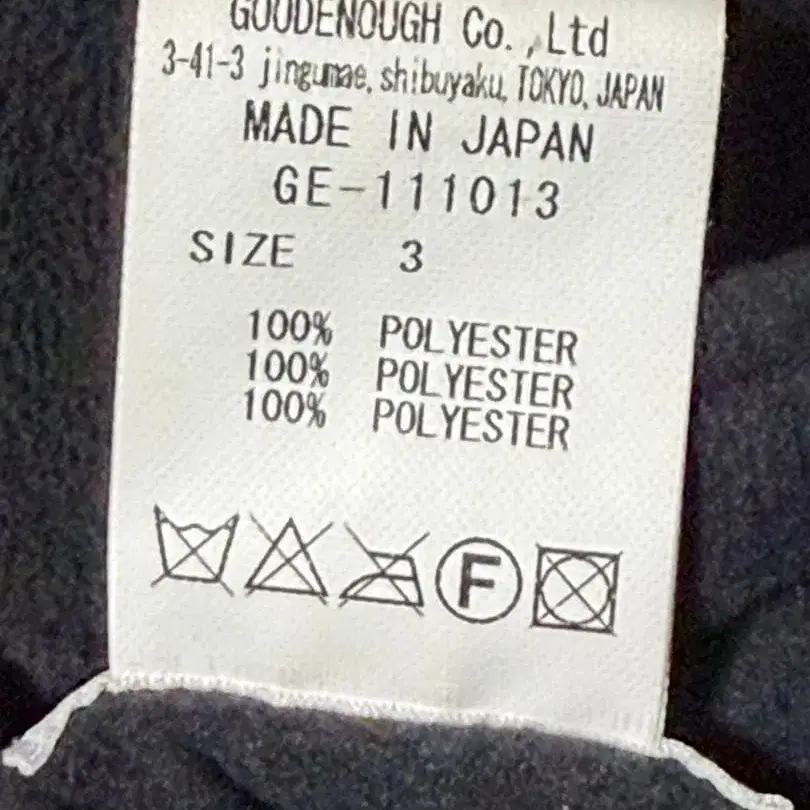 GOODENOUGH Co.,Ltd
3-41-3 jingumae, shibuyaku, TOKYO, JAPAN
MADE IN JAPAN
GE-111013
SIZE 3
100% POLYESTER
100% POLYESTER
100% POLYESTER
F